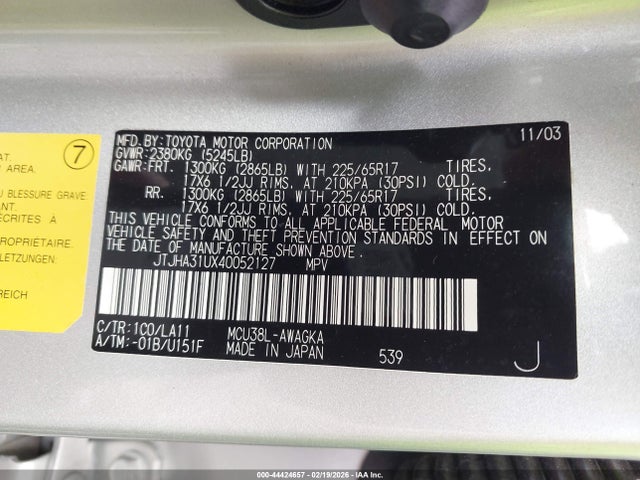 7
AT.
AREA.
U BLESSURE GRAVE
ANT.
CRITES À
PROPRIÉTAIRE.
LETZUNG
REICH
MFD.BY:TOYOTA MOTOR CORPORATION 11/03
GVWR:2380KG (5245LB)
GAWR:FRT. 1300KG (2865LB) WITH 225/65R17 TIRES,
17X6 1/2JJ RIMS, AT 210KPA (30PSI) COLD.
RR. 1300KG (2865LB) WITH 225/65R17 TIRES,
17X6 1/2JJ RIMS, AT 210KPA (30PSI) COLD.
THIS VEHICLE CONFORMS TO ALL APPLICABLE FEDERAL MOTOR
VEHICLE SAFETY AND THEFT PREVENTION STANDARDS IN EFFECT ON
THE DATE OF MANUFACTURE SHOWN ABOVE.
JTJHA31UX40052127 MPV
C/TR:1C0/LA11 MCU38L-AWAGKA
A/TM:-01B/U151F MADE IN JAPAN 539 J
000-44424657 - 02/19/2026 - IAA Inc.